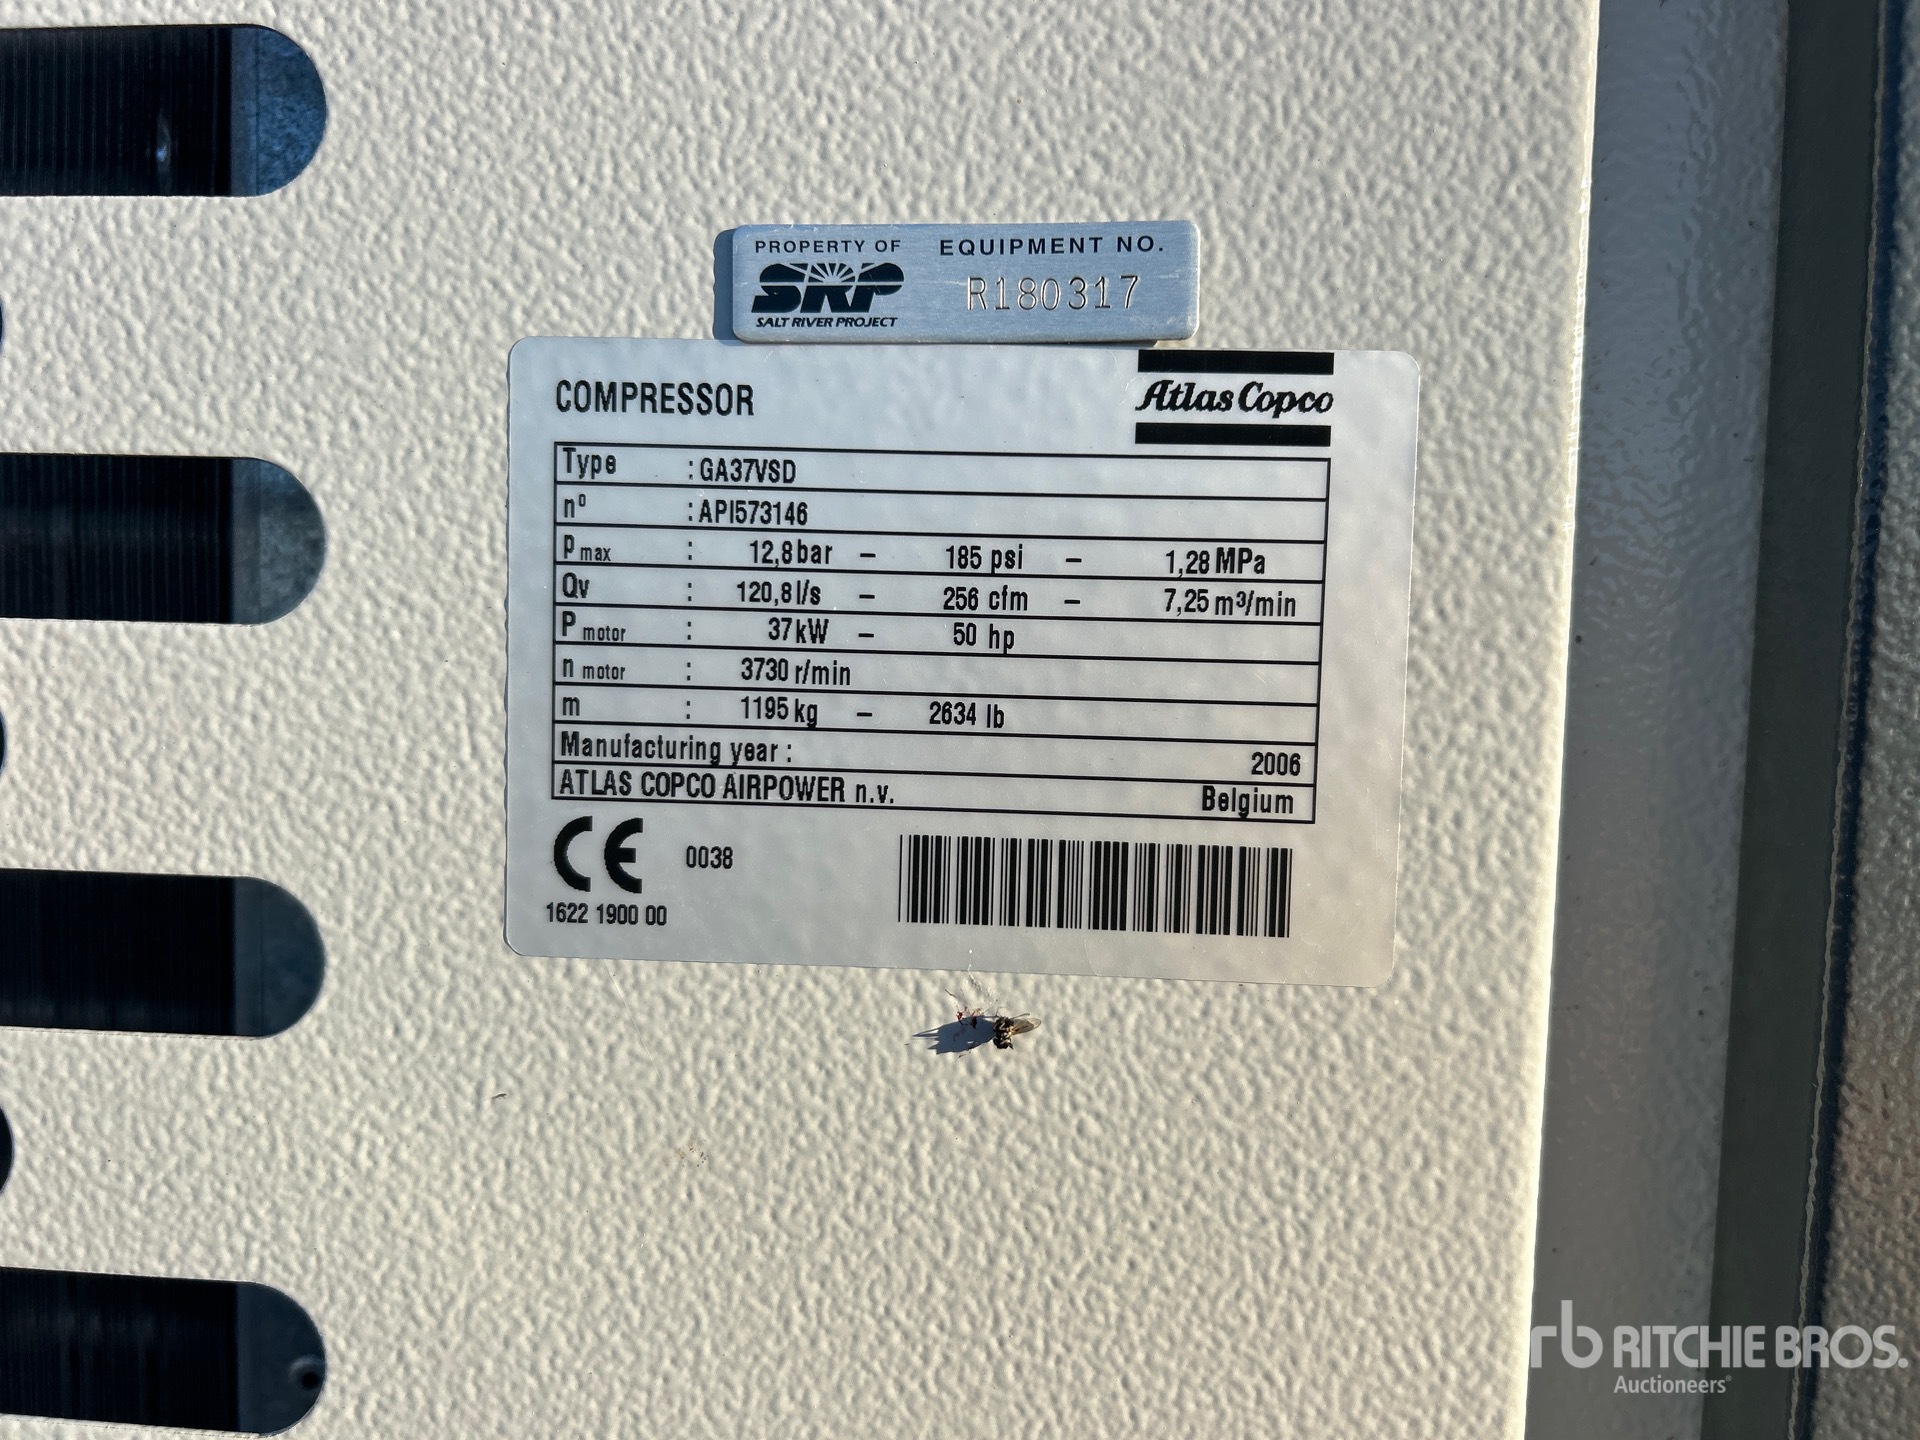 PROPERTY OF EQUIPMENT NO.
SRP R180317
SALT RIVER PROJECT
COMPRESSOR Atlas Copco
Type : GA37VSD
nº : API573146
p max : 12,8 bar – 185 psi – 1,28 MPa
Qv : 120,8 l/s – 256 cfm – 7,25 m³/min
P motor : 37 kW – 50 hp
n motor : 3730 r/min
m : 1195 kg – 2634 lb
Manufacturing year : 2006
ATLAS COPCO AIRPOWER n.v. Belgium
CE 0038
1622 1900 00
rb RITCHIE BROS.
Auctioneers